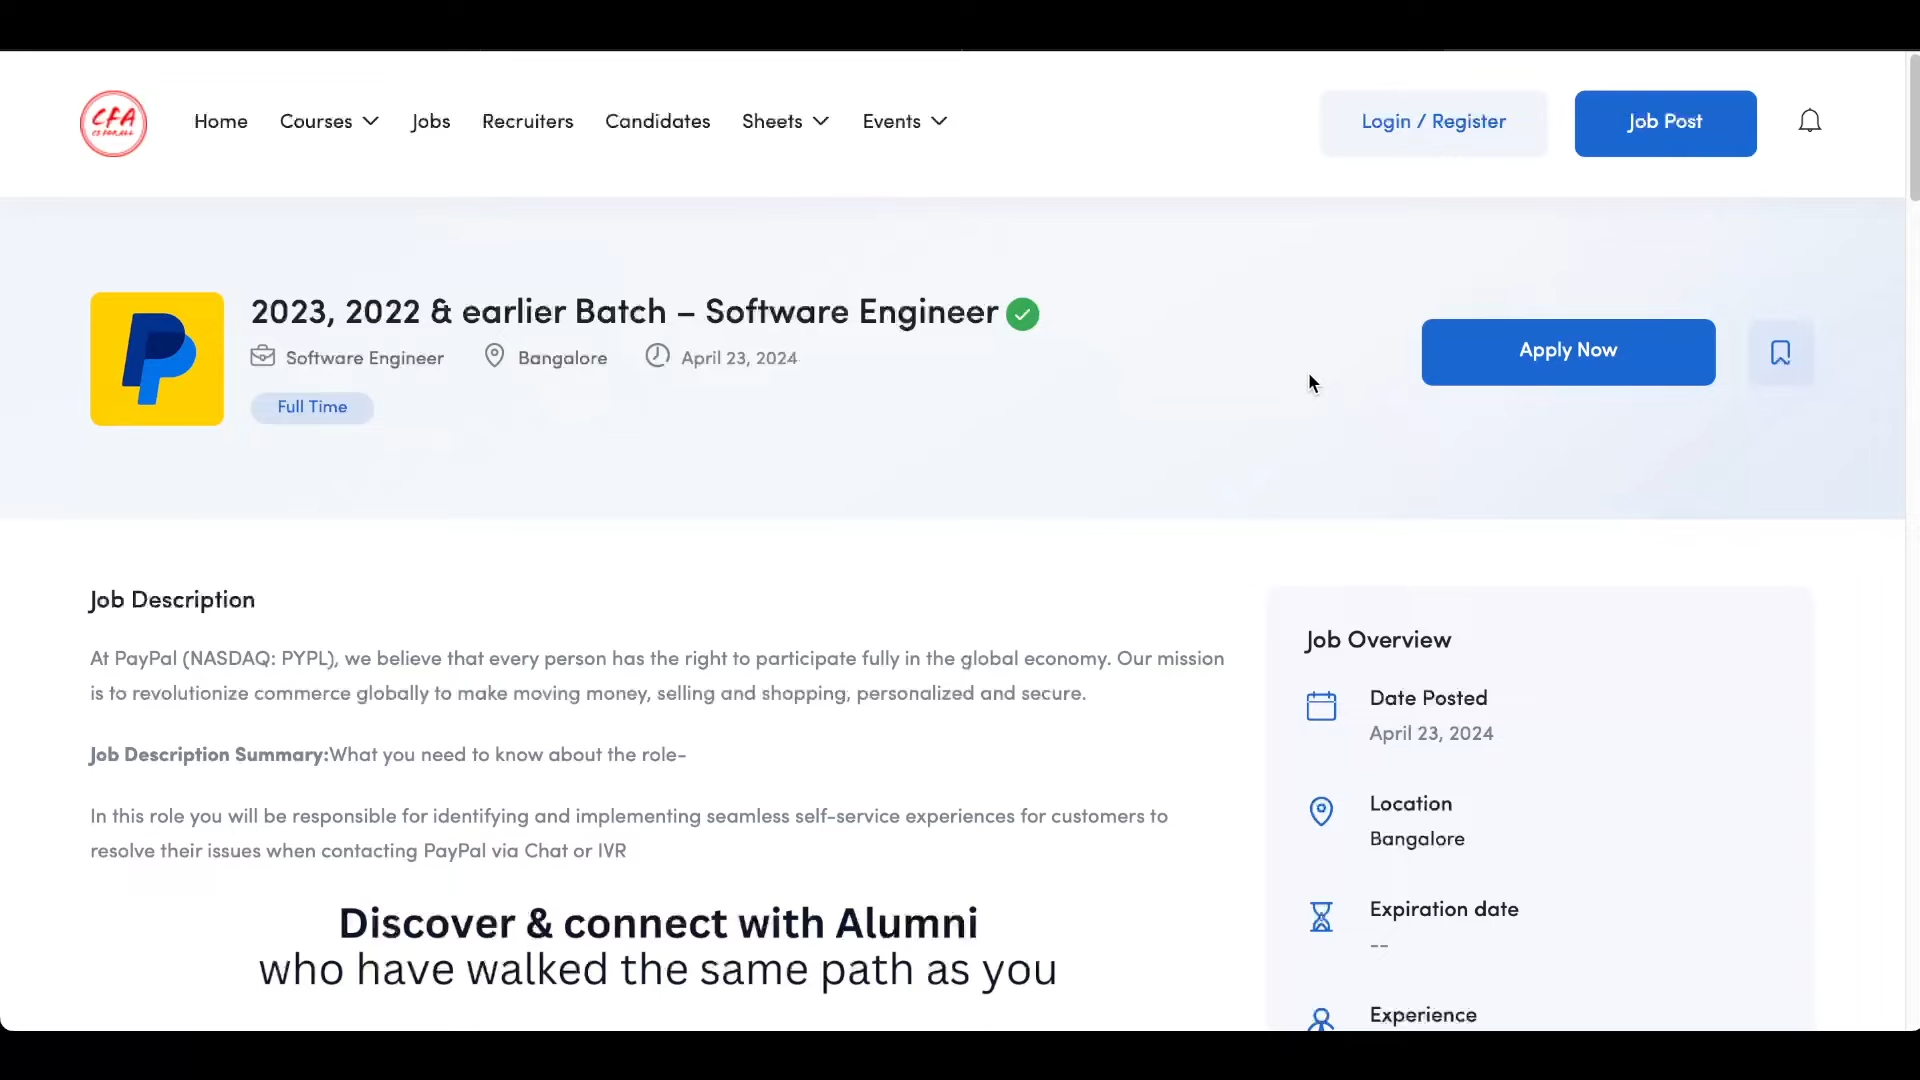 CFA
CS FOR ALL
Home
Courses
Jobs
Recruiters
Candidates
Sheets
Events
Login / Register
Job Post
2023, 2022 & earlier Batch – Software Engineer
Software Engineer
Bangalore
April 23, 2024
Full Time
Apply Now
Job Description
At PayPal (NASDAQ: PYPL), we believe that every person has the right to participate fully in the global economy. Our mission
is to revolutionize commerce globally to make moving money, selling and shopping, personalized and secure.
Job Description Summary:What you need to know about the role-
In this role you will be responsible for identifying and implementing seamless self-service experiences for customers to
resolve their issues when contacting PayPal via Chat or IVR
Discover & connect with Alumni
who have walked the same path as you
Job Overview
Date Posted
April 23, 2024
Location
Bangalore
Expiration date
--
Experience